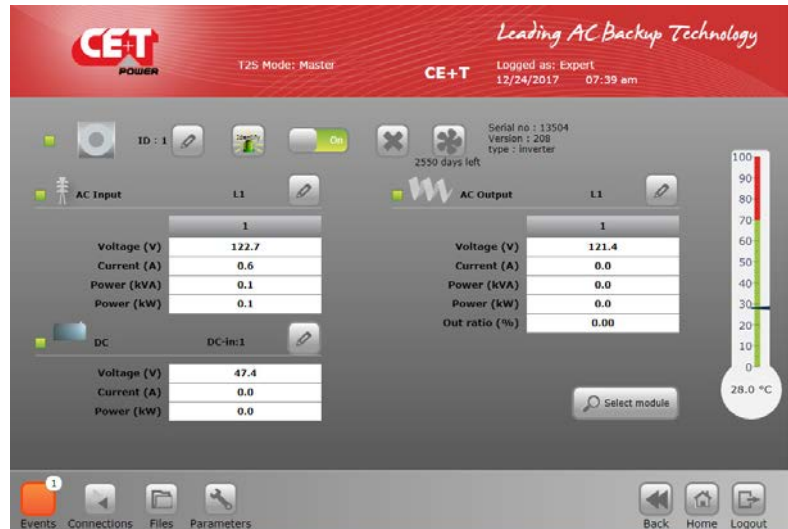 CE+T
POWER
T2S Mode: Master
CE+T
Leading AC Backup Technology
Logged as: Expert
12/24/2017 07:39 am
ID : 1
Identify
On
2550 days left
Serial no : 13504
Version : 208
type : inverter
AC Input L1
1
Voltage (V) 122.7
Current (A) 0.6
Power (kVA) 0.1
Power (kW) 0.1
DC DC-in:1
Voltage (V) 47.4
Current (A) 0.0
Power (kW) 0.0
AC Output L1
1
Voltage (V) 121.4
Current (A) 0.0
Power (kVA) 0.0
Power (kW) 0.0
Out ratio (%) 0.00
Select module
100
90
80
70
60
50
40
30
20
10
0
28.0 °C
1
Events Connections Files Parameters
Back Home Logout